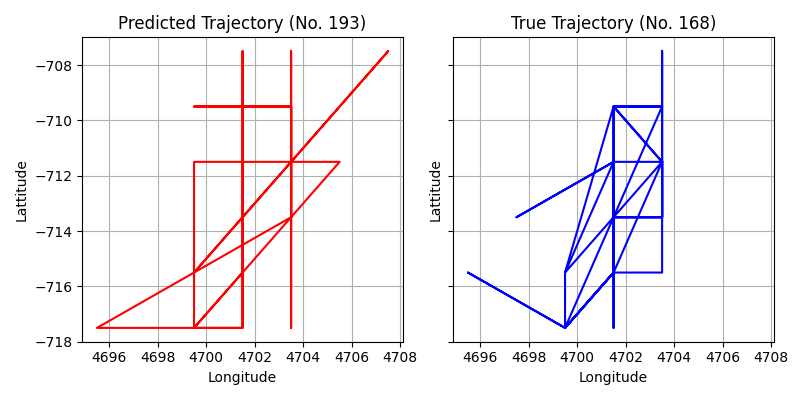 Predicted Trajectory (No. 193)
True Trajectory (No. 168)
−708
−710
−712
−714
−716
−718
Lattitude
Lattitude
4696 4698 4700 4702 4704 4706 4708
4696 4698 4700 4702 4704 4706 4708
Longitude
Longitude